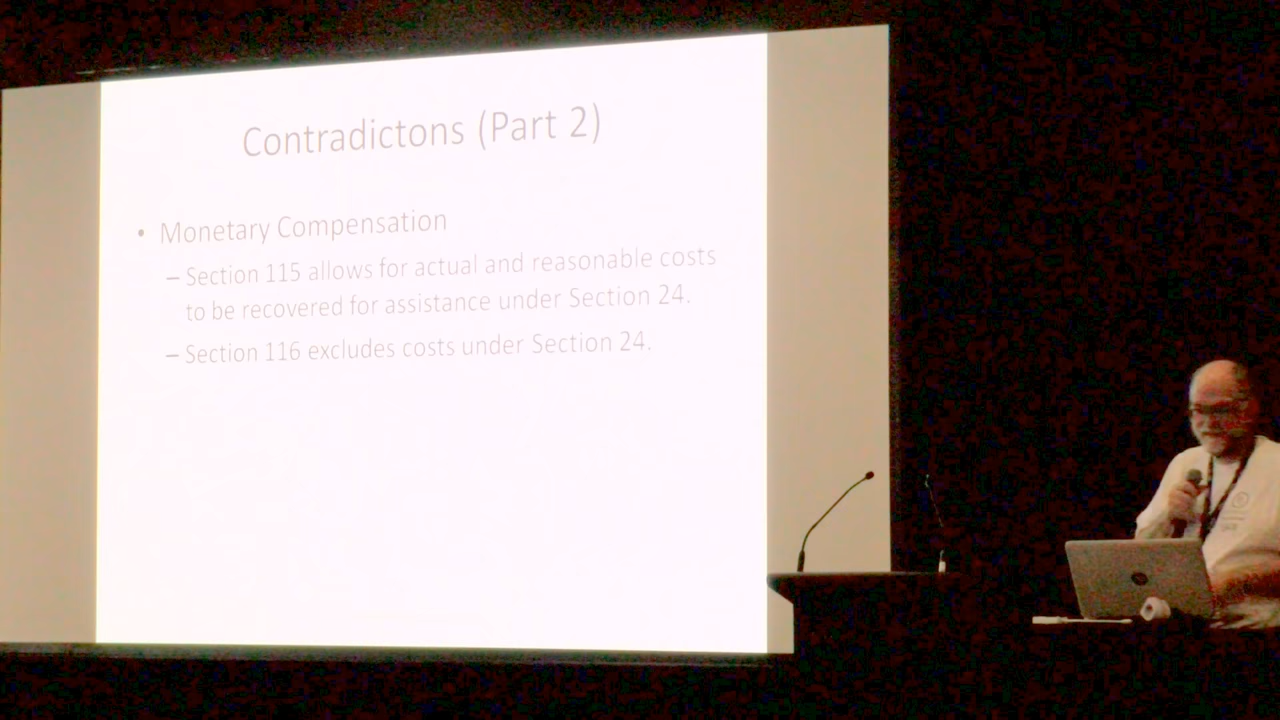 Contradictons (Part 2)
• Monetary Compensation
– Section 115 allows for actual and reasonable costs
to be recovered for assistance under Section 24.
– Section 116 excludes costs under Section 24.